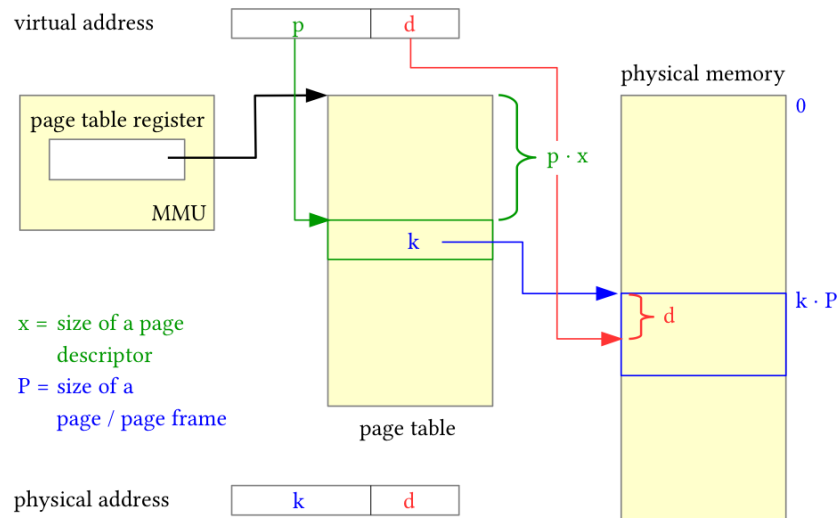 virtual address
p
d
physical memory
0
page table register
p · x
MMU
k
k · P
d
x = size of a page
descriptor
P = size of a
page / page frame
page table
physical address
k
d